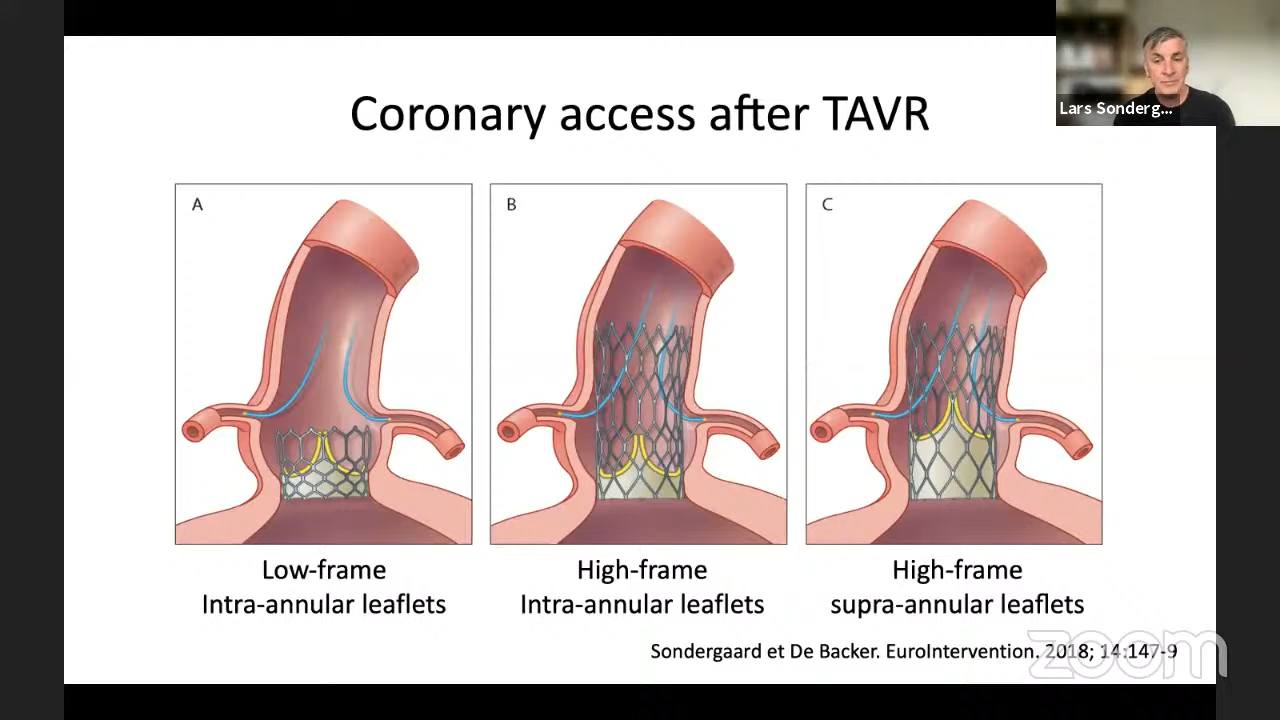 Lars Sonderg...
Coronary access after TAVR
A
B
C
Low-frame
Intra-annular leaflets
High-frame
Intra-annular leaflets
High-frame
supra-annular leaflets
Sondergaard et De Backer. EuroIntervention. 2018; 14:147-9
zoom